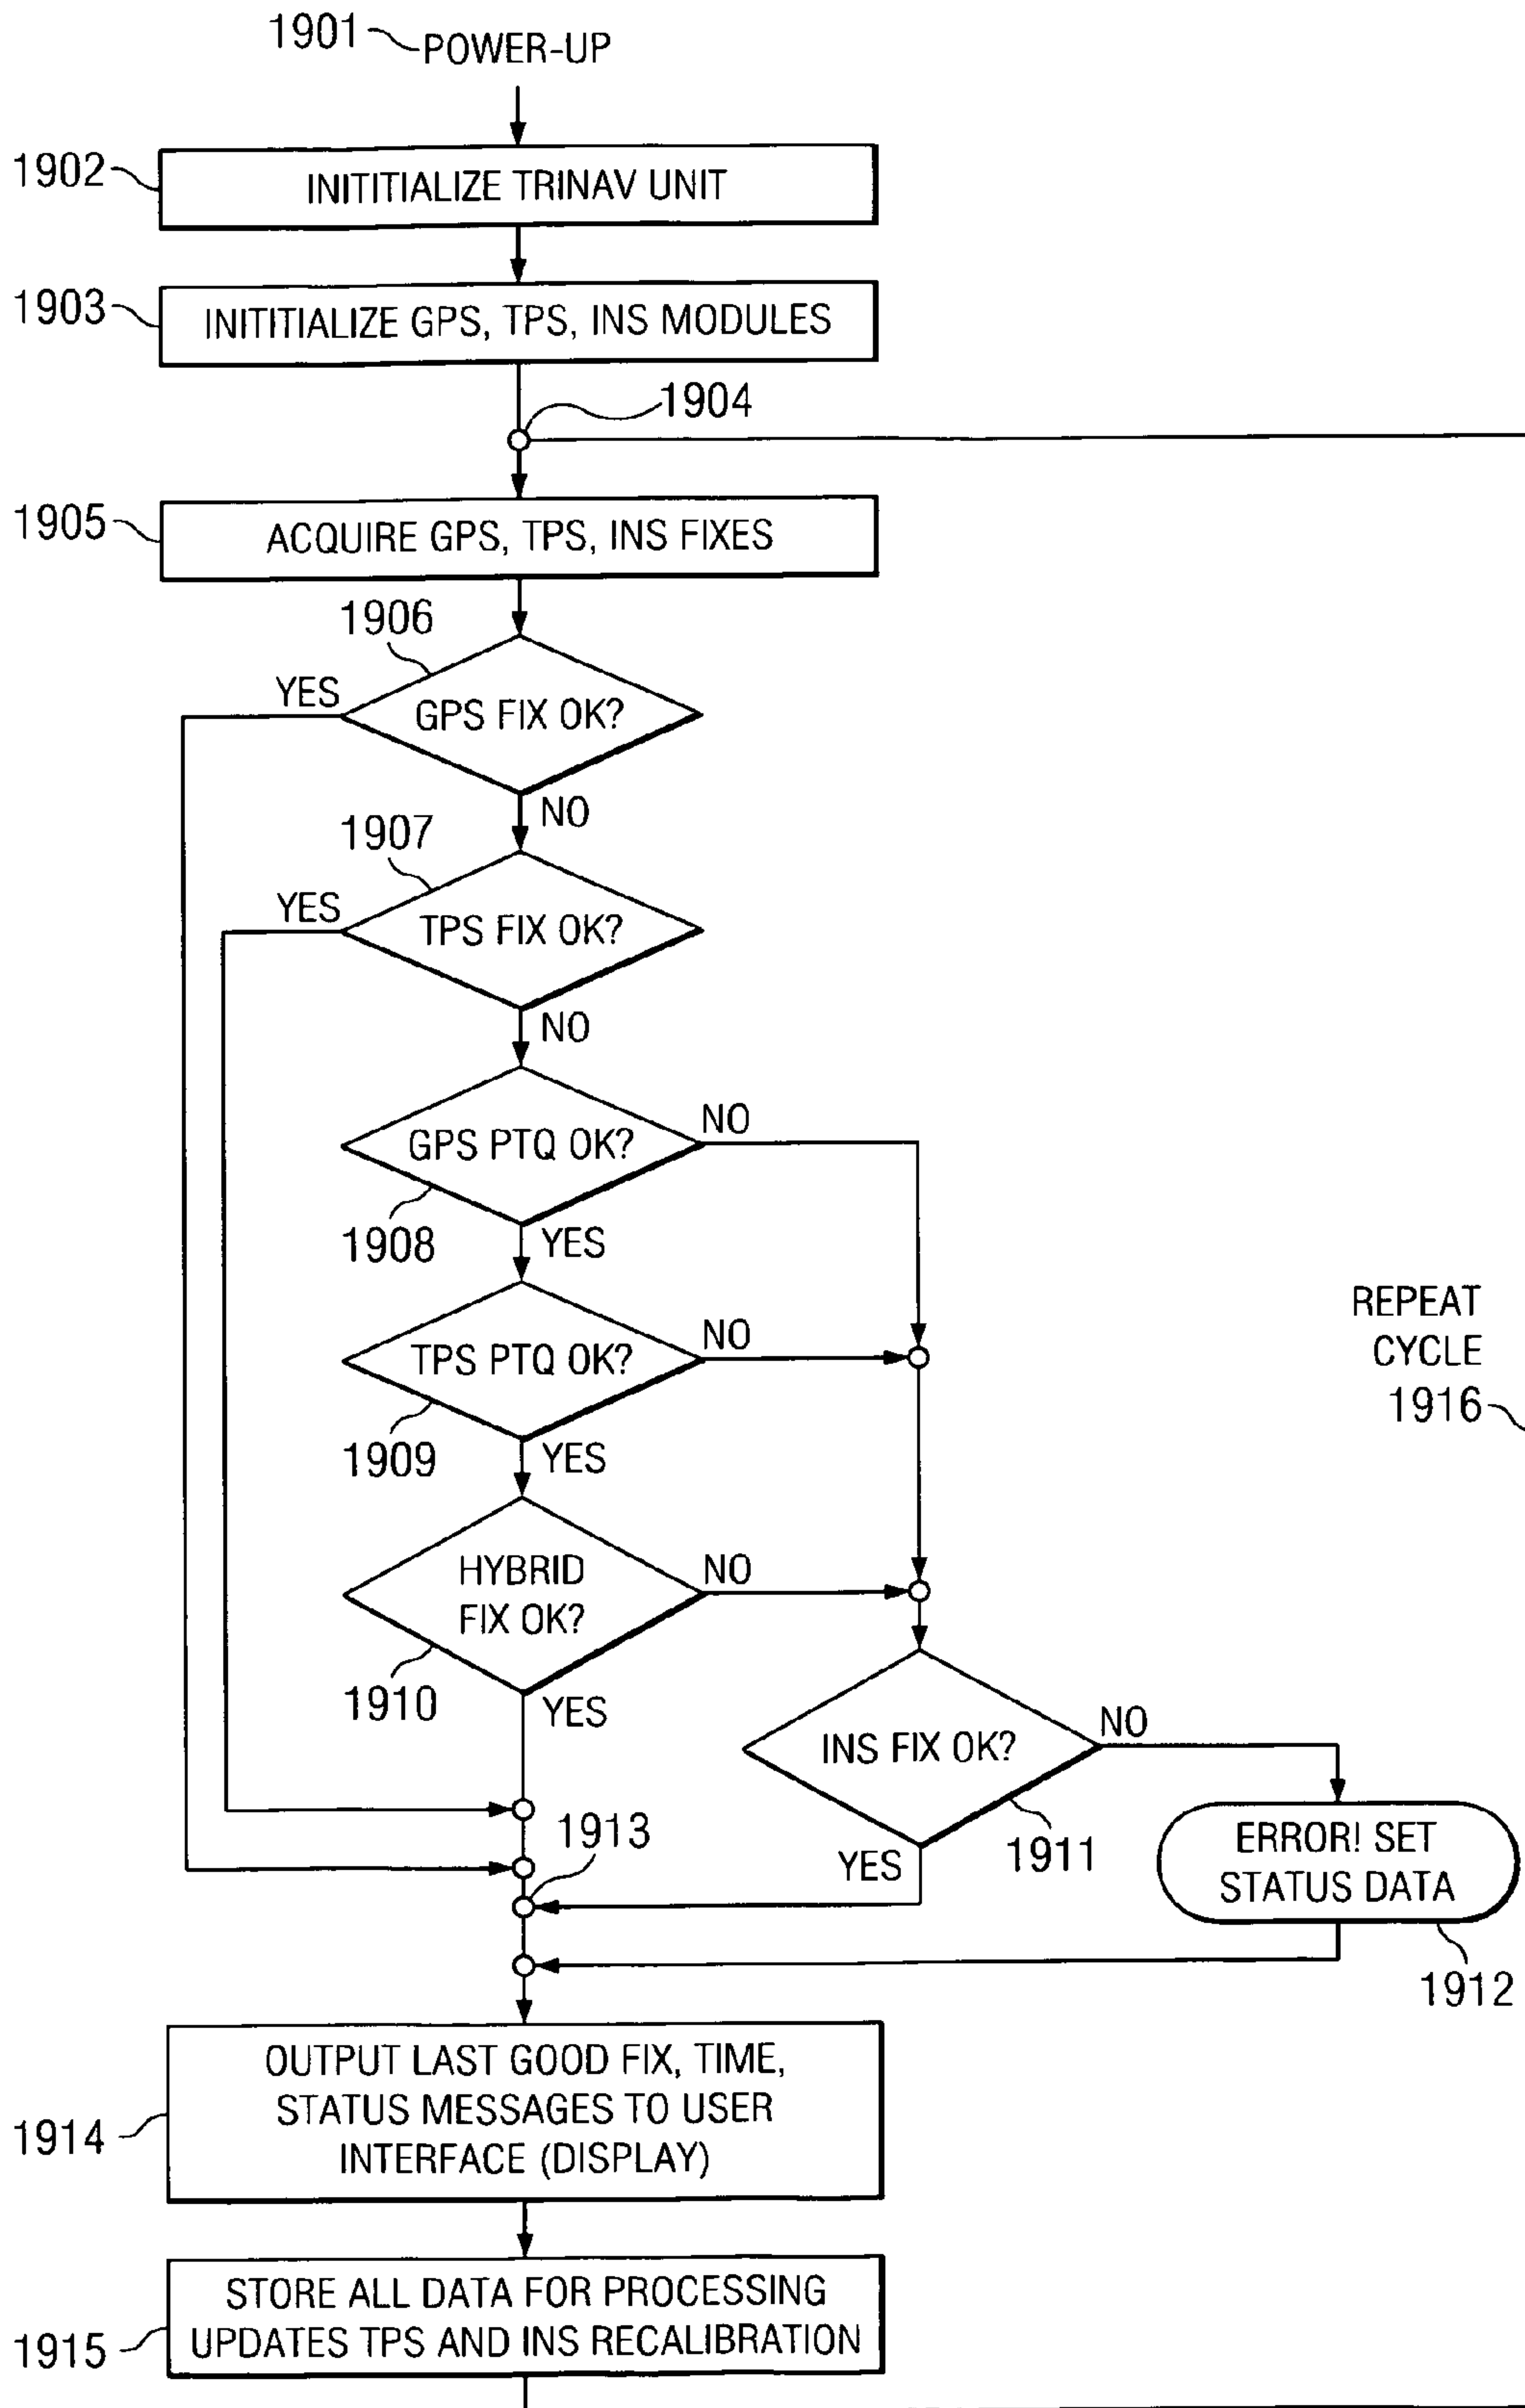 1901
POWER-UP
1902
INITITIALIZE TRINAV UNIT
1903
INITITIALIZE GPS, TPS, INS MODULES
1904
1905
ACQUIRE GPS, TPS, INS FIXES
1906
YES
GPS FIX OK?
NO
1907
YES
TPS FIX OK?
NO
GPS PTQ OK?
NO
1908
YES
TPS PTQ OK?
NO
1909
YES
REPEAT
CYCLE
1916
HYBRID
FIX OK?
NO
1910
YES
INS FIX OK?
NO
1911
YES
1913
ERROR! SET
STATUS DATA
1912
1914
OUTPUT LAST GOOD FIX, TIME,
STATUS MESSAGES TO USER
INTERFACE (DISPLAY)
1915
STORE ALL DATA FOR PROCESSING
UPDATES TPS AND INS RECALIBRATION